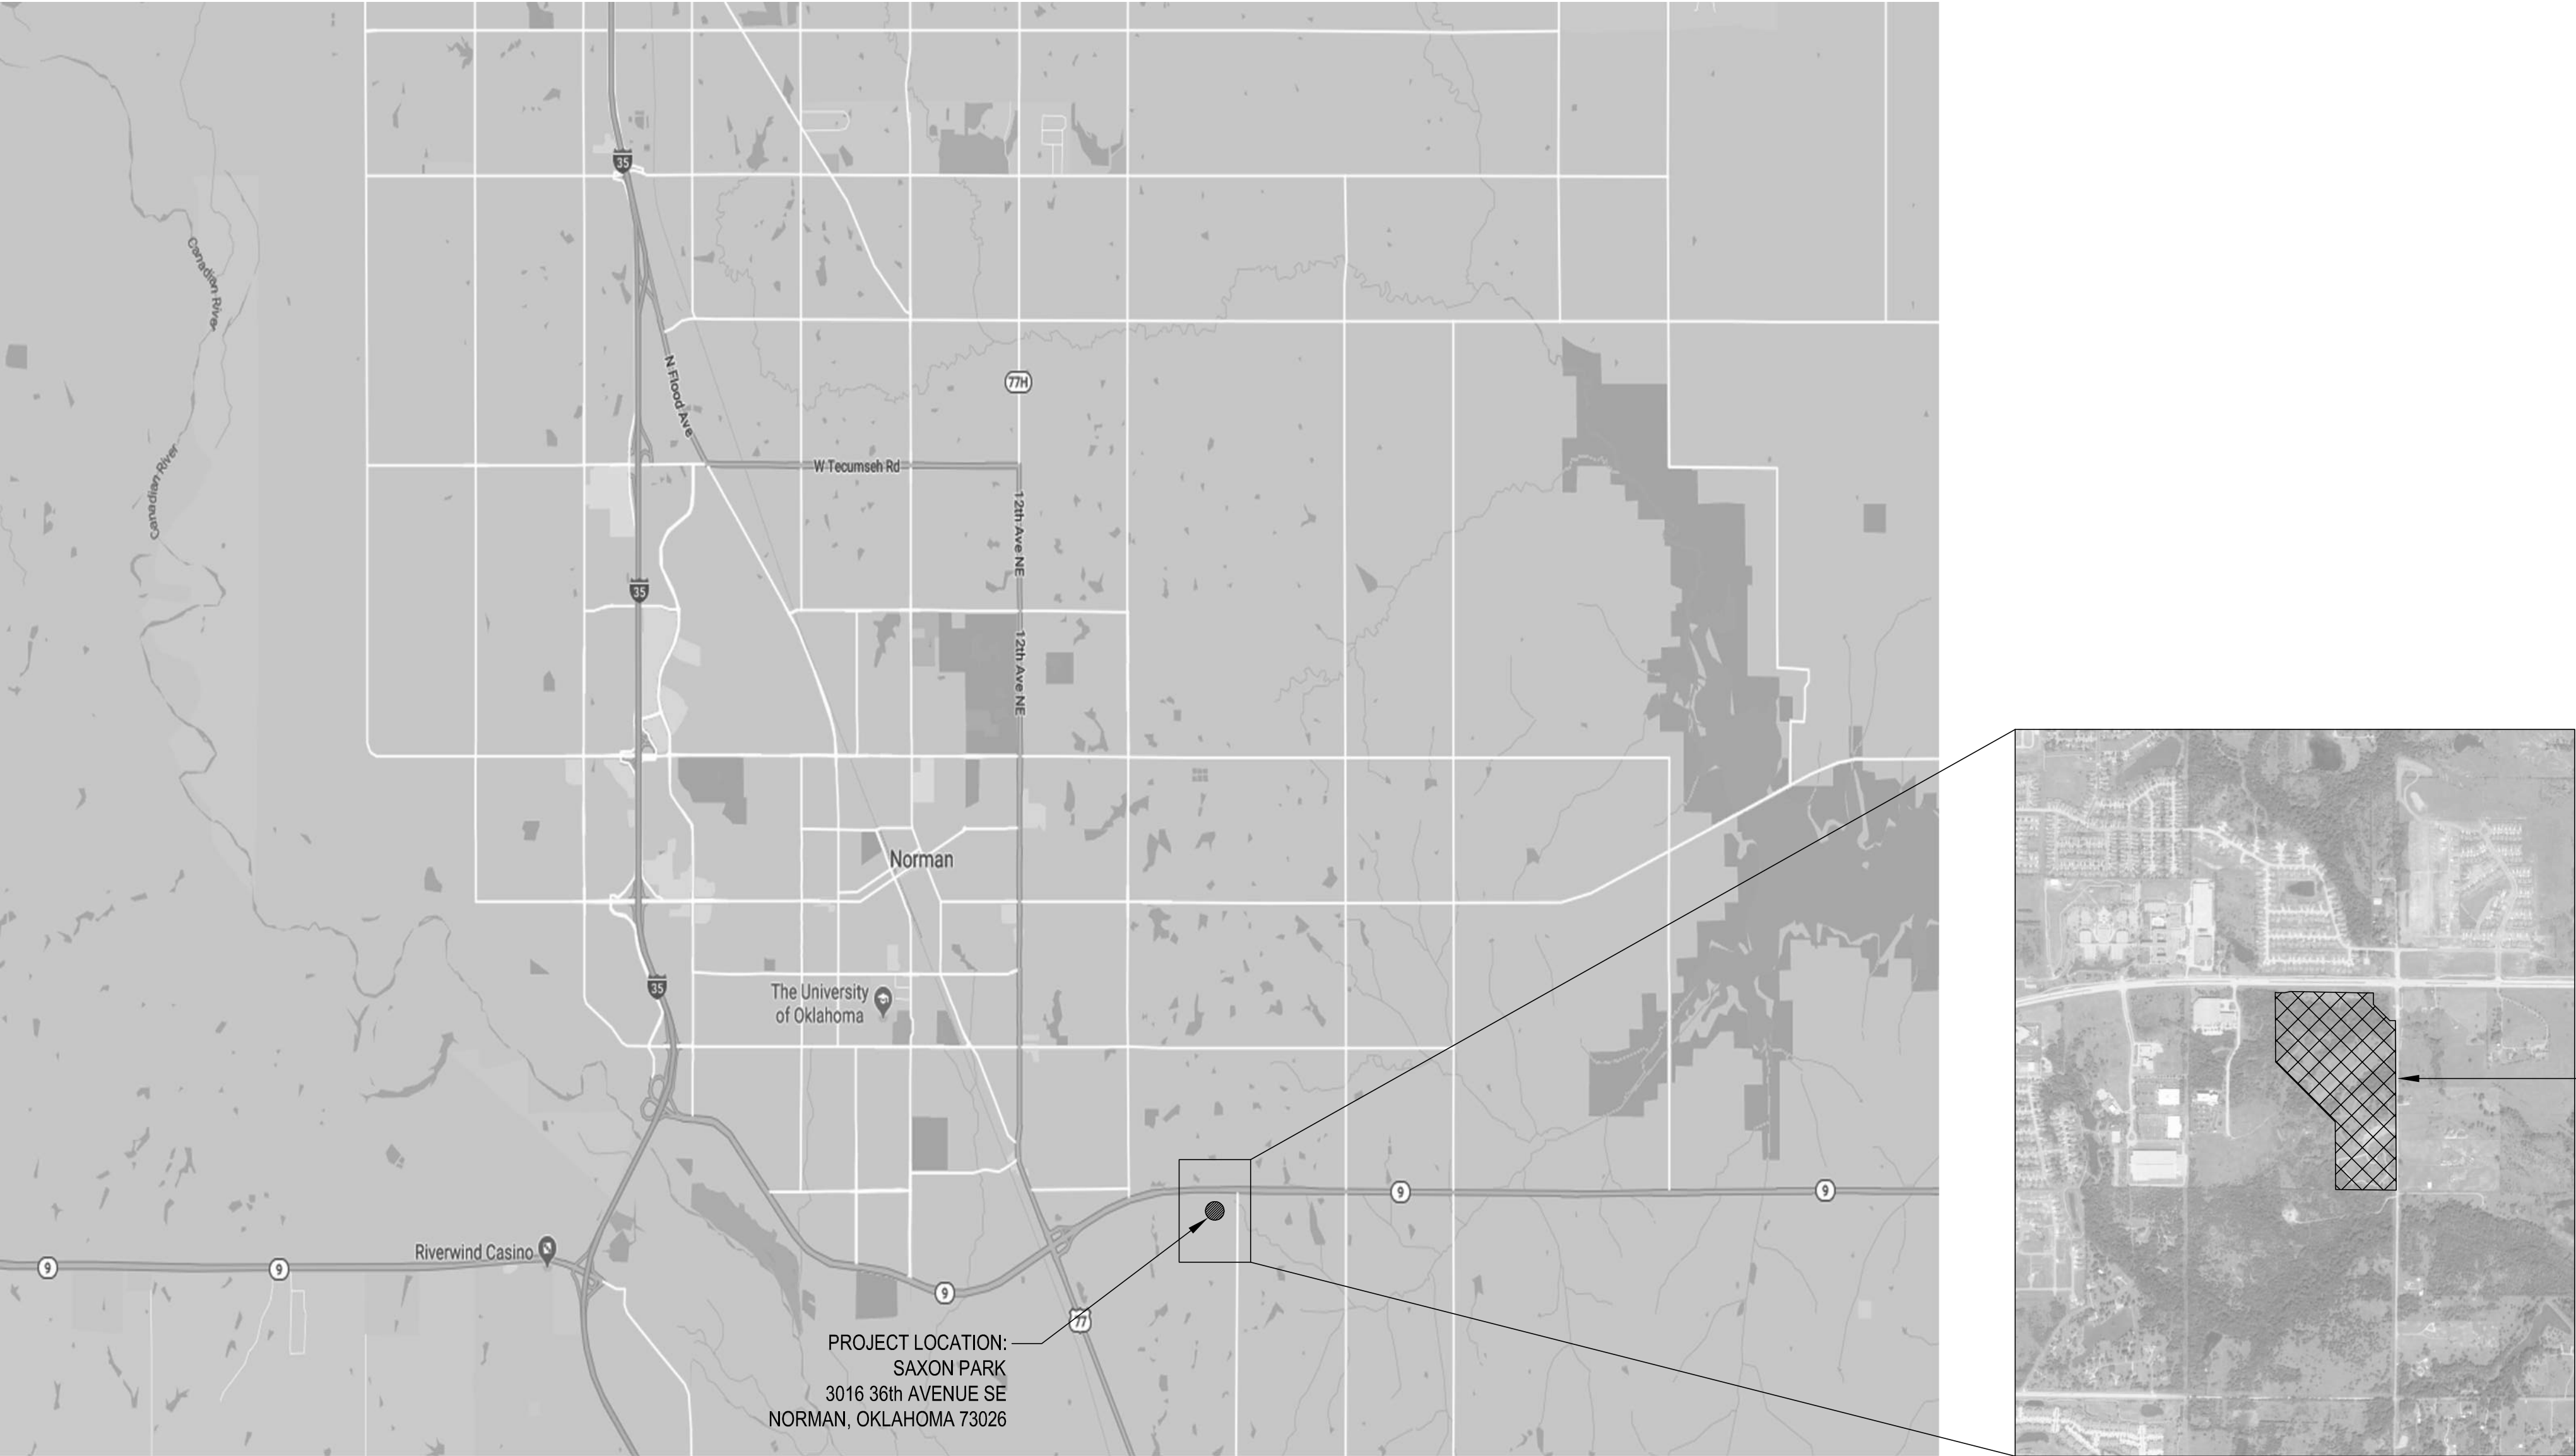 35
Canadian River
N Flood Ave
77H
W Tecumseh Rd
Canadian River
12th Ave NE
35
12th Ave NE
Norman
35
The University
of Oklahoma
9
9
Riverwind Casino
9
9
9
77
PROJECT LOCATION:
SAXON PARK
3016 36th AVENUE SE
NORMAN, OKLAHOMA 73026